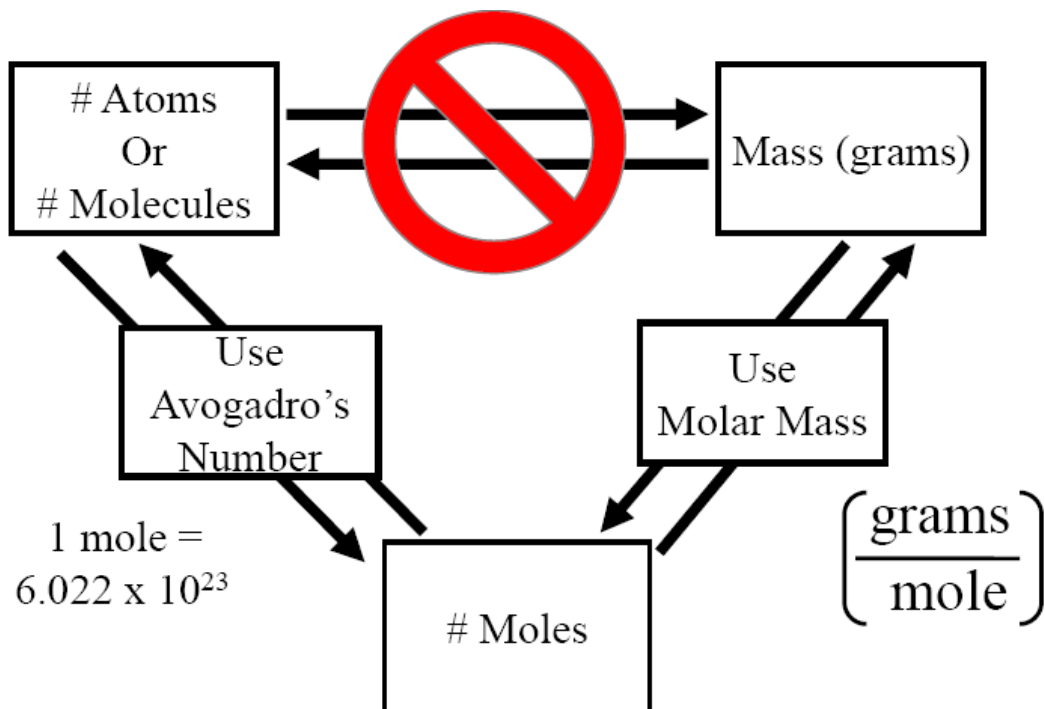 # Atoms
Or
# Molecules
Mass (grams)
Use
Avogadro’s
Number
Use
Molar Mass
1 mole =
6.022 x 10²³
grams
mole
# Moles